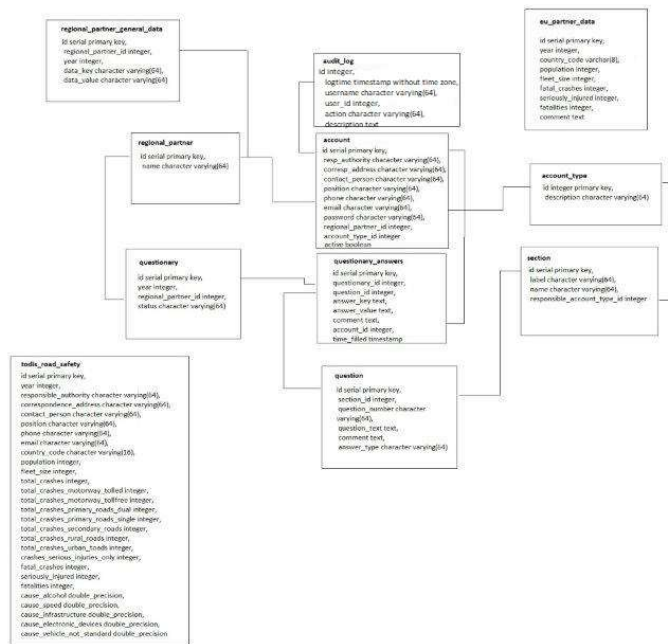 regional_partner_general_data
id serial primary key,
regional_partner_id integer,
year integer,
data_key character varying(64),
data_value character varying(64)
audit_log
id integer,
logtime timestamp without time zone,
username character varying(64),
user_id integer,
action character varying(64),
description text
eu_partner_data
id serial primary key,
year integer,
country_code varchar(8),
population integer,
fleet_size integer,
fatal_crashes integer,
seriously_injured integer,
fatalities integer,
comment text
regional_partner
id serial primary key,
name character varying(64)
account
id serial primary key,
resp_authority character varying(64),
corresp_address character varying(64),
contact_person character varying(64),
position character varying(64),
phone character varying(64),
email character varying(64),
password character varying(64),
regional_partner_id integer,
account_type_id integer
active boolean
account_type
id integer primary key,
description character varying(64)
questionary
id serial primary key,
year integer,
regional_partner_id integer,
status character varying(64)
questionary_answers
id serial primary key,
questionary_id integer,
question_id integer,
answer_key text,
answer_value text,
comment text,
account_id integer,
time_filled timestamp
section
id serial primary key,
label character varying(64),
name character varying(64),
responsible_account_type_id integer
question
id serial primary key,
section_id integer,
question_number character
varying(64),
question_text text,
comment text,
answer_type character varying(64)
todis_road_safety
id serial primary key,
year integer,
responsible_authority character varying(64),
correspondence_address character varying(64),
contact_person character varying(64),
position character varying(64),
phone character varying(64),
email character varying(64),
country_code character varying(16),
population integer,
fleet_size integer,
total_crashes integer,
total_crashes_motorway_tolled integer,
total_crashes_motorway_tollfree integer,
total_crashes_primary_roads_dual integer,
total_crashes_primary_roads_single integer,
total_crashes_secondary_roads integer,
total_crashes_rural_roads integer,
total_crashes_urban_roads integer,
crashes_serious_injuries_only integer,
fatal_crashes integer,
seriously_injured integer,
fatalities integer,
cause_alcohol double_precision,
cause_speed double_precision,
cause_infrastructure double_precision,
cause_electronic_devices double_precision,
cause_vehicle_not_standard double_precision